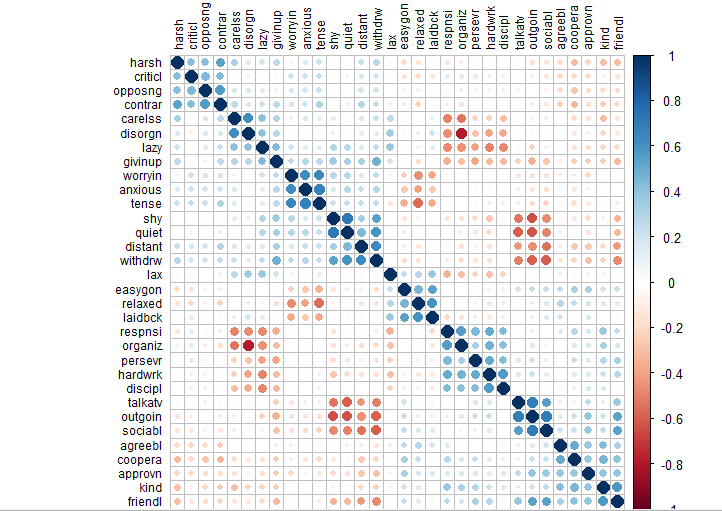 harsh criticl opposng contrar carelss disorgn lazy givinup worryin anxious tense shy quiet distant withdrw lax easygon relaxed laidbck respnsi organiz persevr hardwrk discipl talkatv outgoin sociabl agreebl coopera approvn kind friendl
harsh
criticl
opposng
contrar
carelss
disorgn
lazy
givinup
worryin
anxious
tense
shy
quiet
distant
withdrw
lax
easygon
relaxed
laidbck
respnsi
organiz
persevr
hardwrk
discipl
talkatv
outgoin
sociabl
agreebl
coopera
approvn
kind
friendl
1
0.8
0.6
0.4
0.2
0
-0.2
-0.4
-0.6
-0.8